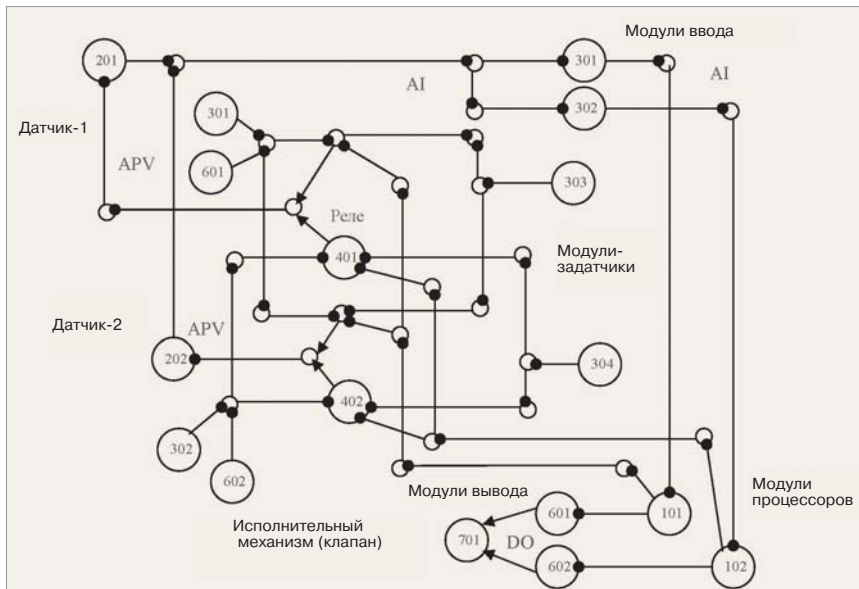 Модули ввода
201
301
AI
AI
302
301
Датчик-1
APV
601
303
Реле
401
Модули-
задатчики
Датчик-2
APV
202
304
402
302
602
Модули вывода
Модули
процессоров
Исполнительный
механизм (клапан)
601
101
701
DO
602
102